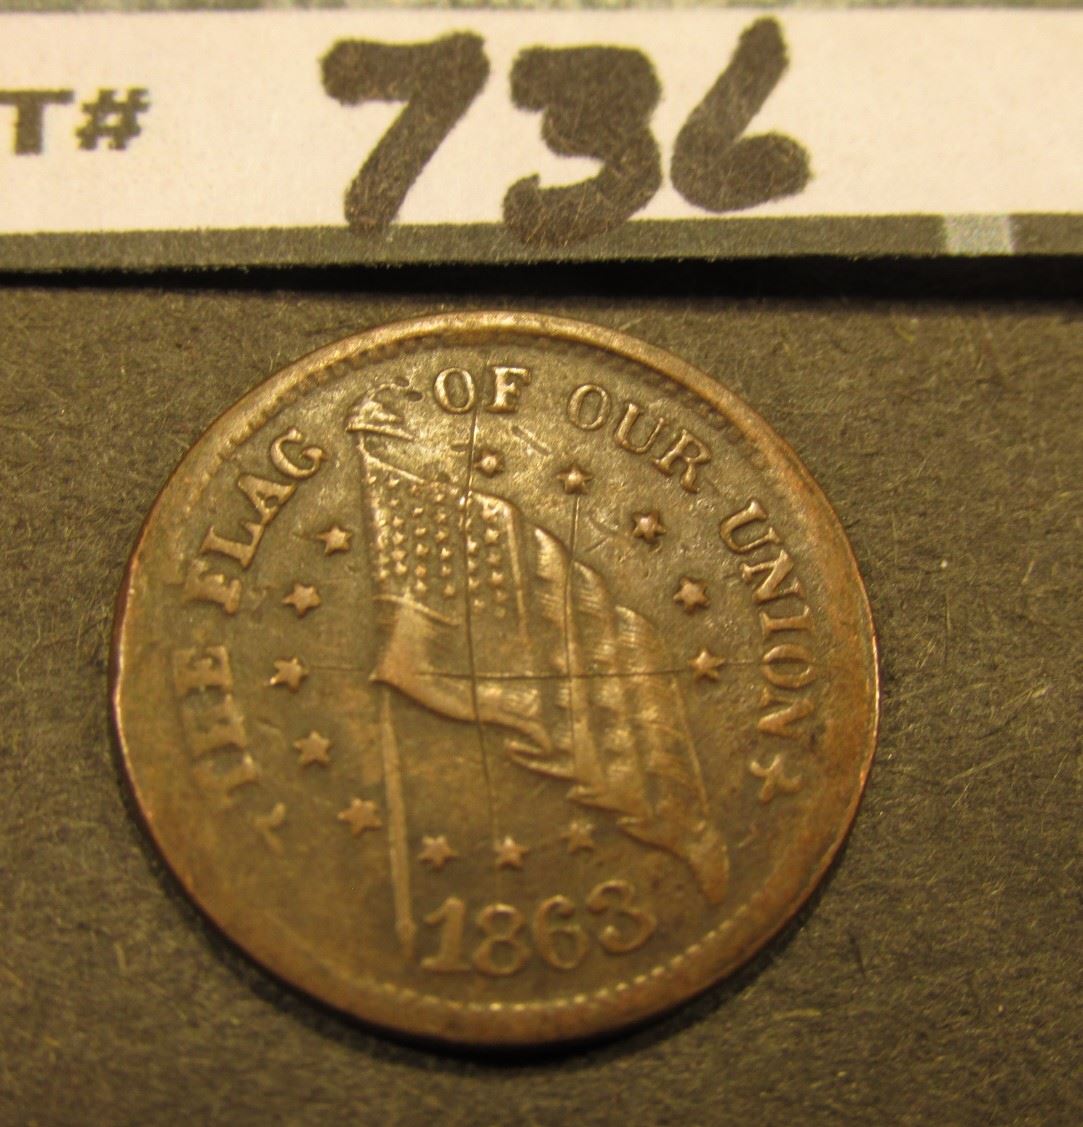 T# 736
THE FLAG OF OUR UNION
1863